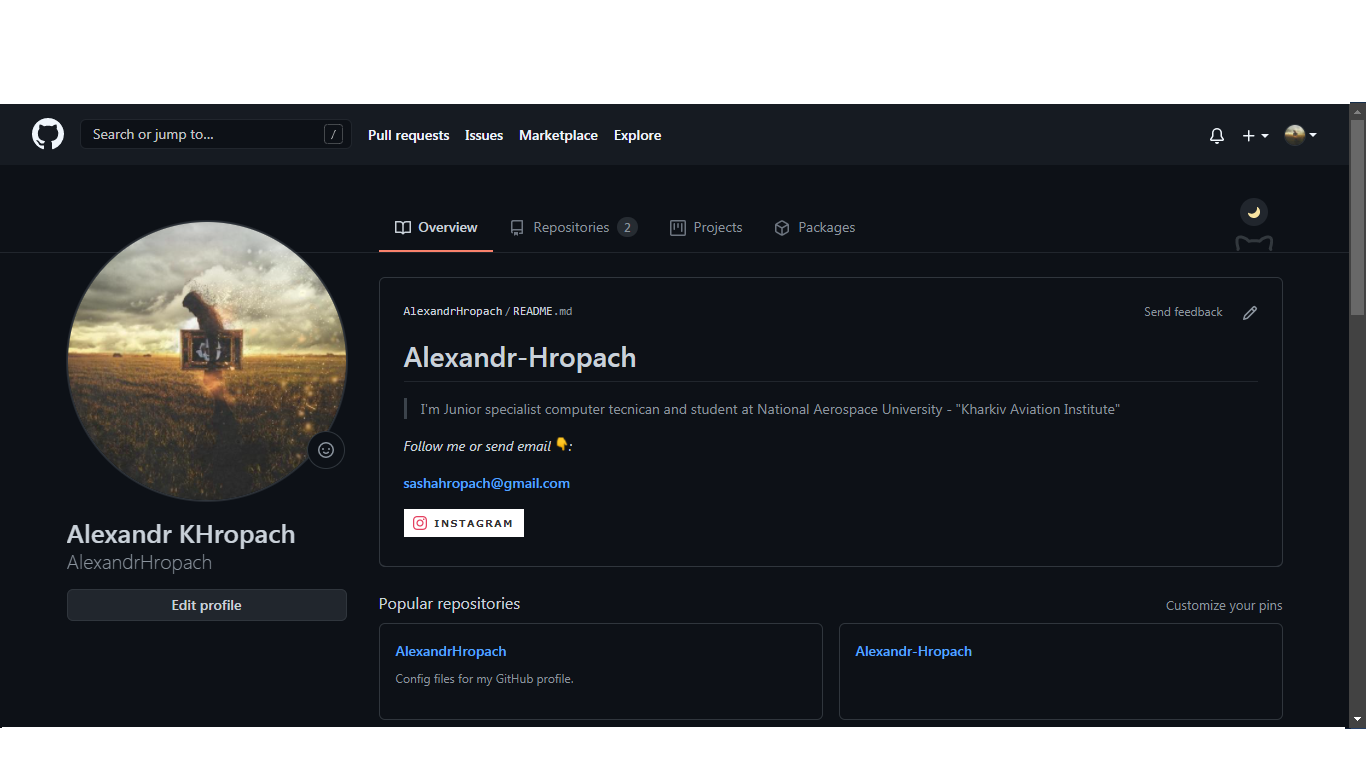 Search or jump to... /
Pull requests Issues Marketplace Explore
Overview Repositories 2 Projects Packages
AlexandrHropach/README.md
Send feedback
Alexandr-Hropach
I'm Junior specialist computer tecnican and student at National Aerospace University - "Kharkiv Aviation Institute"
Follow me or send email 👇:
sashahropach@gmail.com
INSTAGRAM
Alexandr KHropach
AlexandrHropach
Edit profile
Popular repositories
Customize your pins
AlexandrHropach
Config files for my GitHub profile.
Alexandr-Hropach